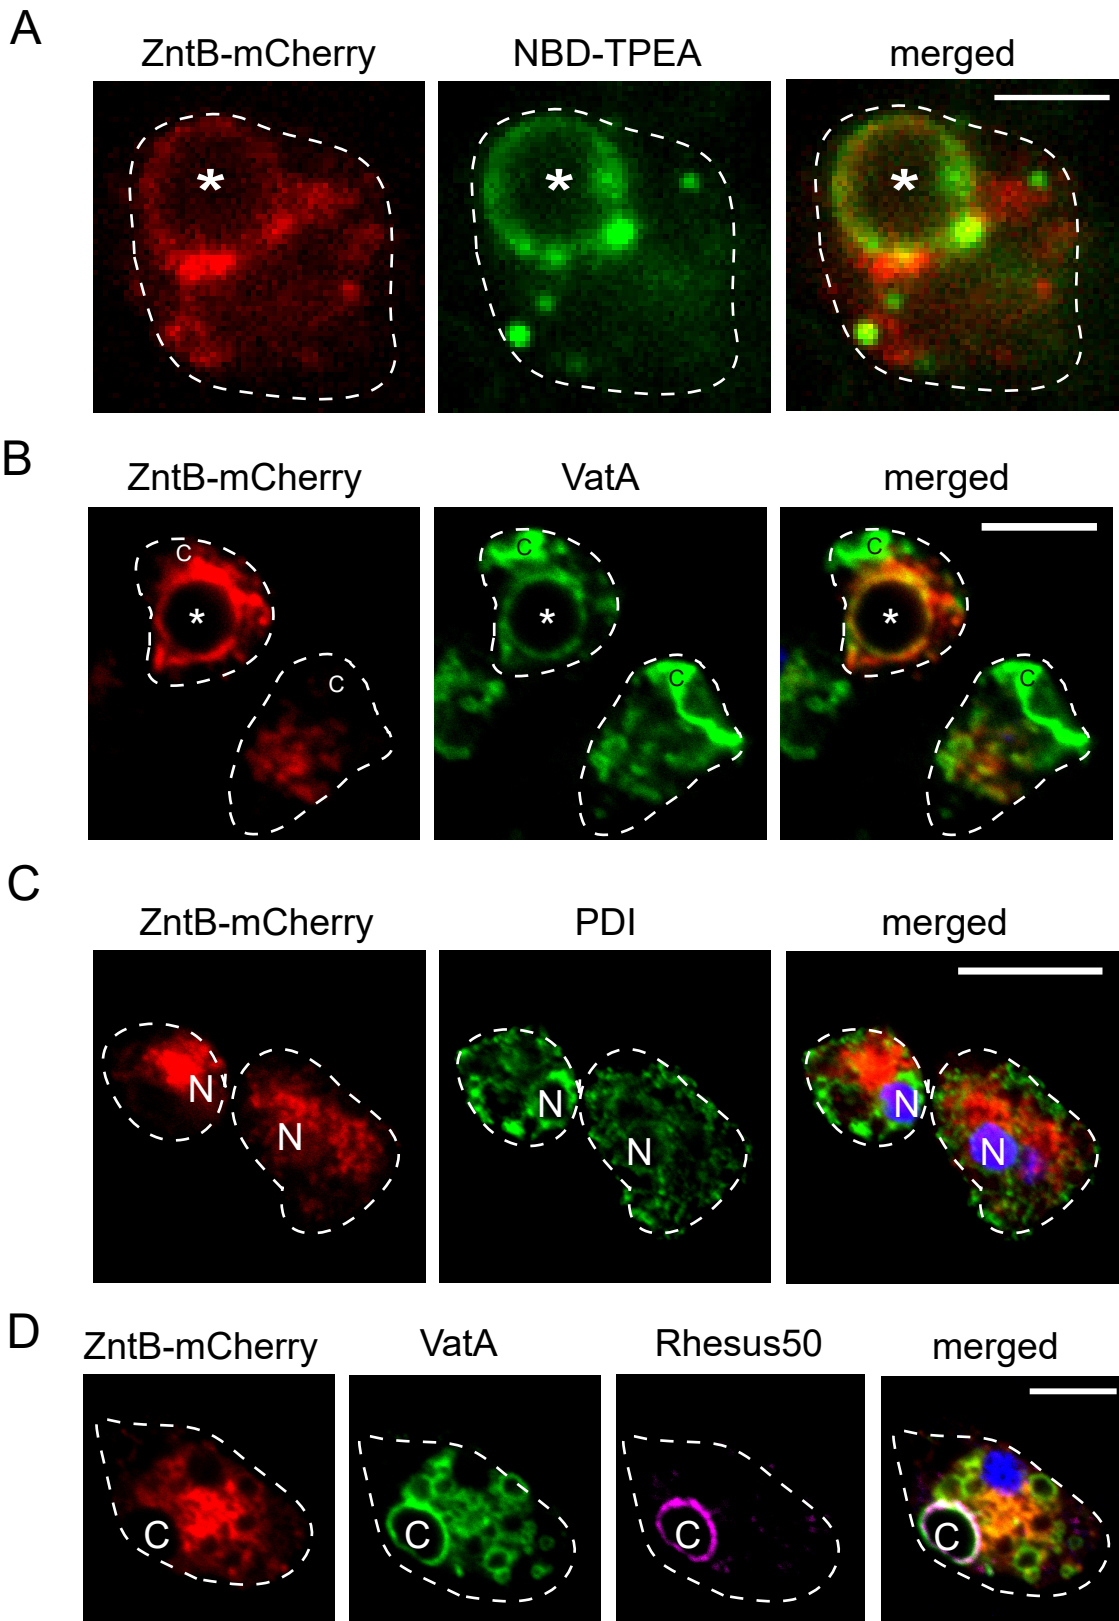 A
ZntB-mCherry NBD-TPEA merged
* * *
B
ZntB-mCherry VatA merged
C C C
* * *
C C
C
ZntB-mCherry PDI merged
N N N
N N N
D
ZntB-mCherry VatA Rhesus50 merged
C C C C